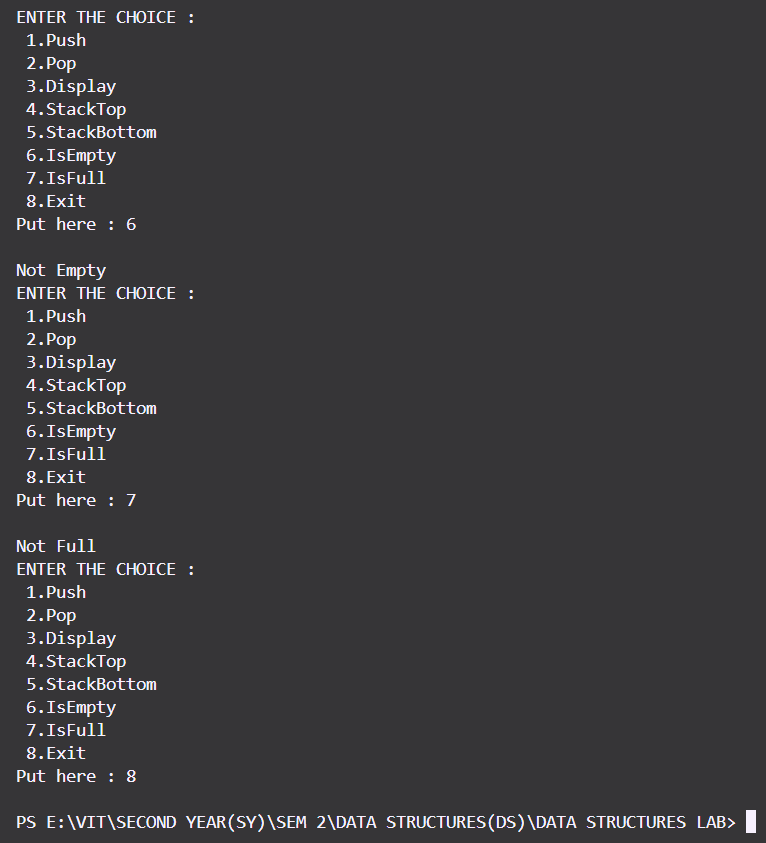 ENTER THE CHOICE :
 1.Push
 2.Pop
 3.Display
 4.StackTop
 5.StackBottom
 6.IsEmpty
 7.IsFull
 8.Exit
Put here : 6

Not Empty
ENTER THE CHOICE :
 1.Push
 2.Pop
 3.Display
 4.StackTop
 5.StackBottom
 6.IsEmpty
 7.IsFull
 8.Exit
Put here : 7

Not Full
ENTER THE CHOICE :
 1.Push
 2.Pop
 3.Display
 4.StackTop
 5.StackBottom
 6.IsEmpty
 7.IsFull
 8.Exit
Put here : 8

PS E:\VIT\SECOND YEAR(SY)\SEM 2\DATA STRUCTURES(DS)\DATA STRUCTURES LAB>